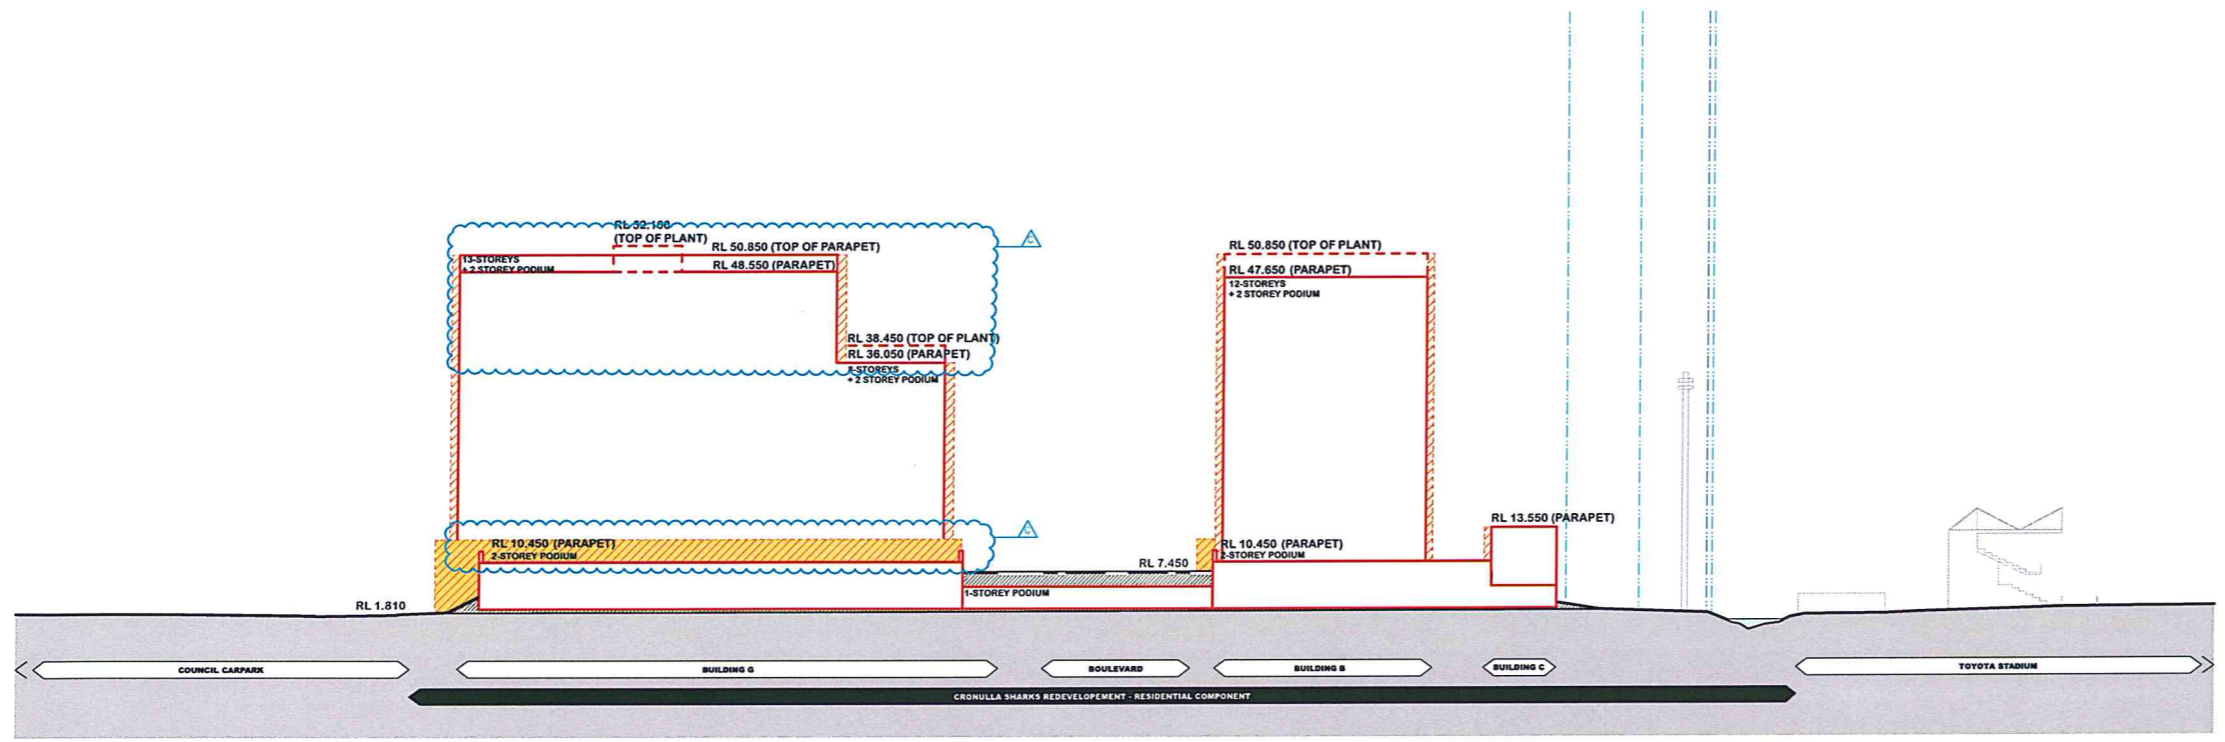 RL 52.100
(TOP OF PLANT)
RL 50.850 (TOP OF PARAPET)
13-STOREYS
+ 2 STOREY PODIUM
RL 48.550 (PARAPET)
C
RL 38.450 (TOP OF PLANT)
RL 36.050 (PARAPET)
8-STOREYS
+ 2 STOREY PODIUM
RL 50.850 (TOP OF PLANT)
RL 47.650 (PARAPET)
12-STOREYS
+ 2 STOREY PODIUM
C
RL 10.450 (PARAPET)
2-STOREY PODIUM
RL 7.450
1-STOREY PODIUM
RL 10.450 (PARAPET)
2-STOREY PODIUM
RL 13.550 (PARAPET)
RL 1.810
COUNCIL CARPARK
BUILDING G
BOULEVARD
BUILDING B
BUILDING C
TOYOTA STADIUM
CRONULLA SHARKS REDEVELOPEMENT - RESIDENTIAL COMPONENT